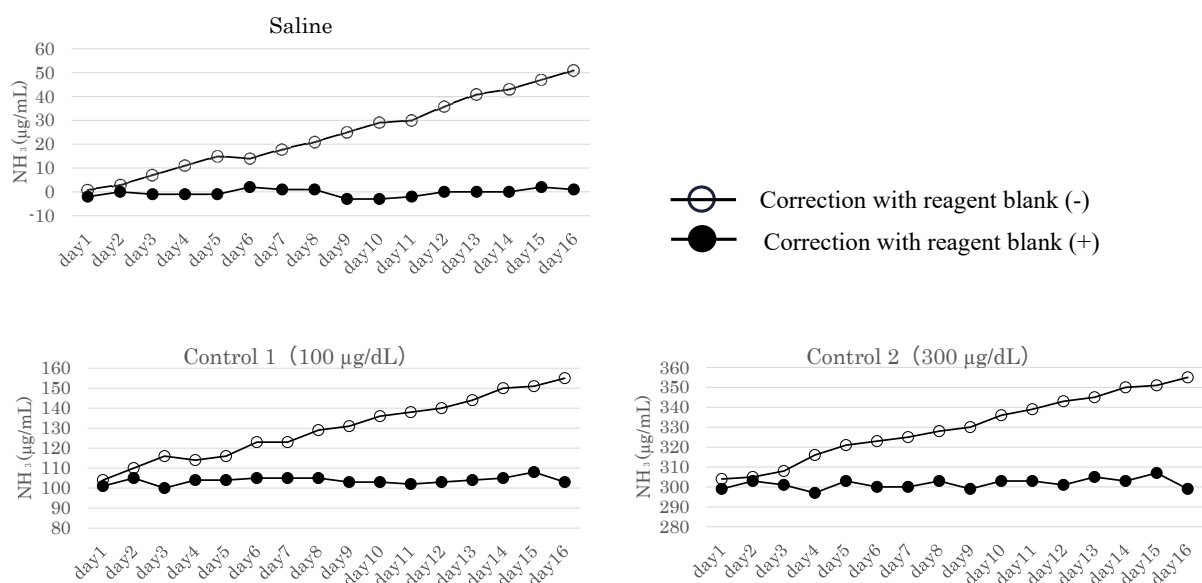 Saline
NH₃(µg/mL)
60
50
40
30
20
10
0
-10
day1
day2
day3
day4
day5
day6
day7
day8
day9
day10
day11
day12
day13
day14
day15
day16
Correction with reagent blank (-)
Correction with reagent blank (+)
Control 1（100 µg/dL）
NH₃(µg/mL)
160
150
140
130
120
110
100
90
80
day1
day2
day3
day4
day5
day6
day7
day8
day9
day10
day11
day12
day13
day14
day15
day16
Control 2（300 µg/dL）
NH₃(µg/mL)
360
350
340
330
320
310
300
290
280
day1
day2
day3
day4
day5
day6
day7
day8
day9
day10
day11
day12
day13
day14
day15
day16